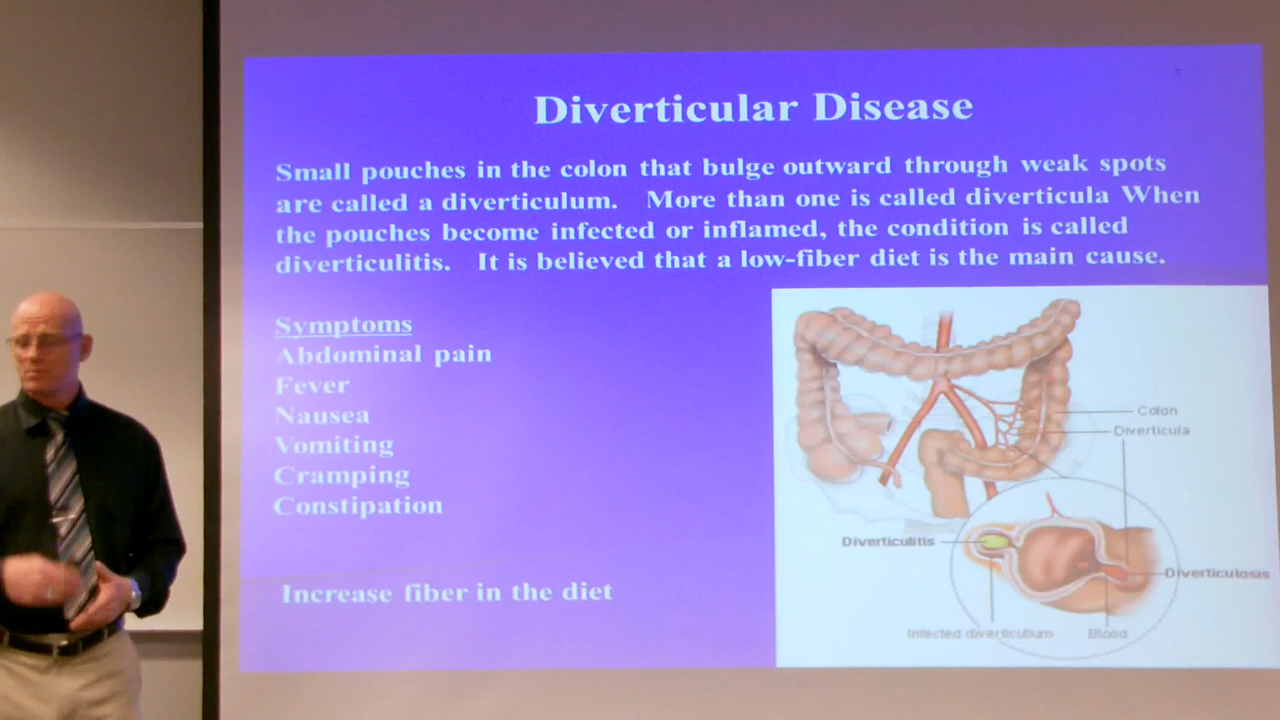 Diverticular Disease
Small pouches in the colon that bulge outward through weak spots
are called a diverticulum. More than one is called diverticula When
the pouches become infected or inflamed, the condition is called
diverticulitis. It is believed that a low-fiber diet is the main cause.
Symptoms
Abdominal pain
Fever
Nausea
Vomiting
Cramping
Constipation
Increase fiber in the diet
Colon
Diverticula
Diverticulitis
Diverticulosis
Infected diverticulum
Blood